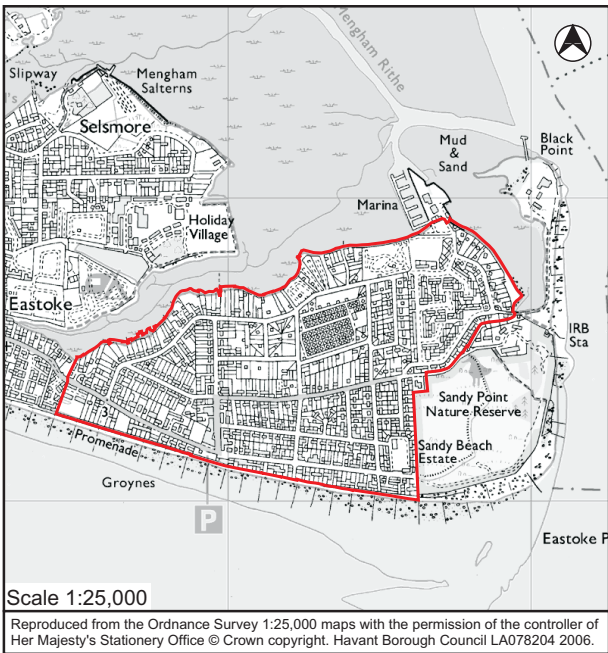 Mengham Rithe
Slipway
Mengham
Salterns
Selsmore
Mud
&
Sand
Black
Point
Marina
Holiday
Village
Eastoke
IRB
Sta
Sandy Point
Nature Reserve
3
Promenade
Sandy Beach
Estate
Groynes
P
Eastoke P
Scale 1:25,000
Reproduced from the Ordnance Survey 1:25,000 maps with the permission of the controller of
Her Majesty's Stationery Office © Crown copyright. Havant Borough Council LA078204 2006.